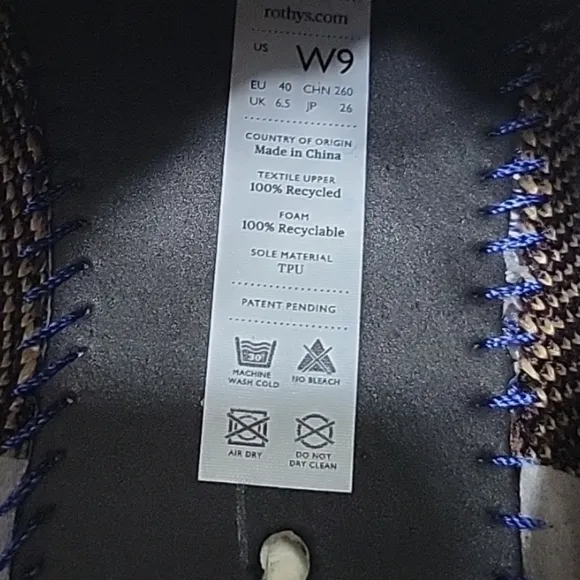 rothys.com
US W9
EU 40 CHN 260
UK 6.5 JP 26
COUNTRY OF ORIGIN
Made in China
TEXTILE UPPER
100% Recycled
FOAM
100% Recyclable
SOLE MATERIAL
TPU
PATENT PENDING
30°
MACHINE WASH COLD
NO BLEACH
AIR DRY
DO NOT DRY CLEAN